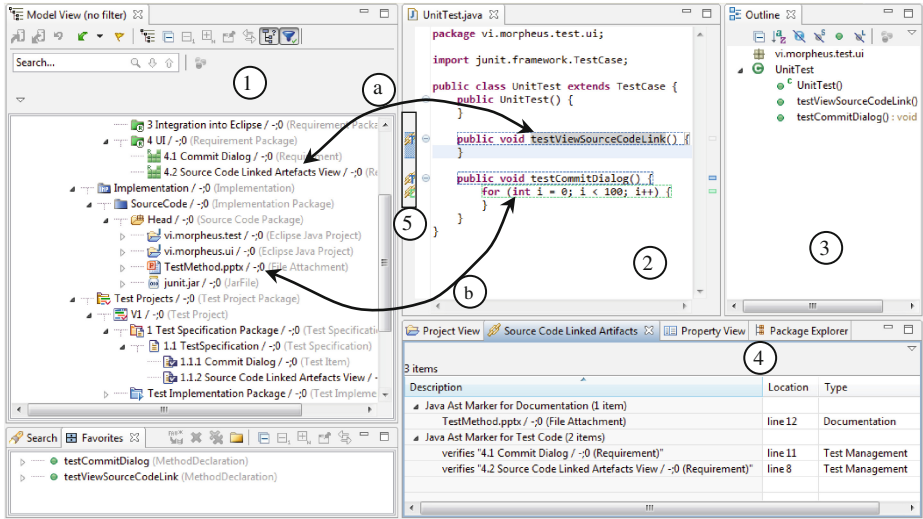 Model View (no filter)
Search...
1
a
3 Integration into Eclipse / -;0 (Requirement Packa
4 UI / -;0 (Requirement Package)
4.1 Commit Dialog / -;0 (Requirement)
4.2 Source Code Linked Artefacts View / -;0 (Re
Implementation / -;0 (Implementation)
SourceCode / -;0 (Implementation Package)
Head / -;0 (Source Code Package)
vi.morpheus.test / -;0 (Eclipse Java Project)
vi.morpheus.ui / -;0 (Eclipse Java Project)
TestMethod.pptx / -;0 (File Attachment)
junit.jar / -;0 (JarFile)
Test Projects / -;0 (Test Project Package)
V1 / -;0 (Test Project)
1 Test Specification Package / -;0 (Test Specificati
1.1 TestSpecification / -;0 (Test Specification)
1.1.1 Commit Dialog / -;0 (Test Item)
1.1.2 Source Code Linked Artefacts View / -
Test Implementation Package / -;0 (Test Impleme
Search
Favorites
testCommitDialog (MethodDeclaration)
testViewSourceCodeLink (MethodDeclaration)
UnitTest.java
package vi.morpheus.test.ui;
import junit.framework.TestCase;
public class UnitTest extends TestCase {
public UnitTest() {
}
public void testViewSourceCodeLink() {
}
public void testCommitDialog() {
for (int i = 0; i < 100; i++) {
}
}
}
5
2
b
Outline
vi.morpheus.test.ui
UnitTest
UnitTest()
testViewSourceCodeLink()
testCommitDialog() : void
3
Project View
Source Code Linked Artifacts
Property View
Package Explorer
4
3 items
Description Location Type
Java Ast Marker for Documentation (1 item)
TestMethod.pptx / -;0 (File Attachment) line12 Documentation
Java Ast Marker for Test Code (2 items)
verifies "4.1 Commit Dialog / -;0 (Requirement)" line11 Test Management
verifies "4.2 Source Code Linked Artefacts View / -;0 (Requirement)" line 8 Test Management